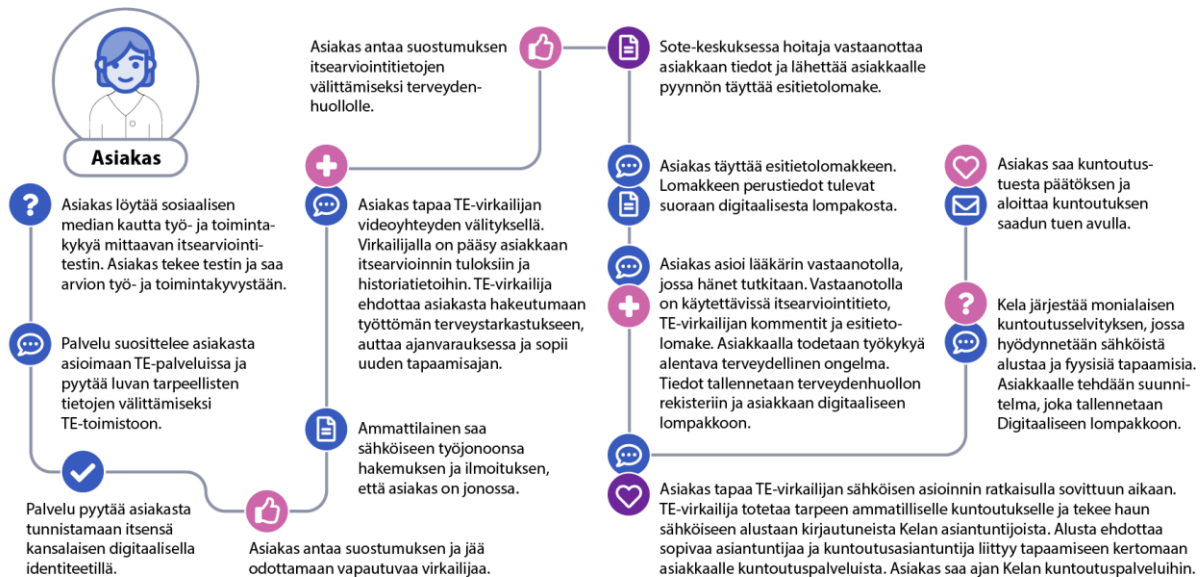 Asiakas
Asiakas löytää sosiaalisen
median kautta työ- ja toiminta-
kykyä mittaavan itsearviointi-
testin. Asiakas tekee testin ja saa
arvion työ- ja toimintakyvystään.
Palvelu suosittelee asiakasta
asioimaan TE-palveluissa ja
pyytää luvan tarpeellisten
tietojen välittämiseksi
TE-toimistoon.
Palvelu pyytää asiakasta
tunnistamaan itsensä
kansalaisen digitaalisella
identiteetillä.
Asiakas antaa suostumuksen ja jää
odottamaan vapautuvaa virkailijaa.
Ammattilainen saa
sähköiseen työjonoonsa
hakemuksen ja ilmoituksen,
että asiakas on jonossa.
Asiakas tapaa TE-virkailijan
videoyhteyden välityksellä.
Virkailijalla on pääsy asiakkaan
itsearvioinnin tuloksiin ja
historiatietoihin. TE-virkailija
ehdottaa asiakasta hakeutumaan
työttömän terveystarkastukseen,
auttaa ajanvarauksessa ja sopii
uuden tapaamisajan.
Asiakas antaa suostumuksen
itsearviointitietojen
välittämiseksi terveyden-
huollolle.
Sote-keskuksessa hoitaja vastaanottaa
asiakkaan tiedot ja lähettää asiakkaalle
pyynnön täyttää esitietolomake.
Asiakas täyttää esitietolomakkeen.
Lomakkeen perustiedot tulevat
suoraan digitaalisesta lompakosta.
Asiakas asioi lääkärin vastaanotolla,
jossa hänet tutkitaan. Vastaanotolla
on käytettävissä itsearviointitieto,
TE-virkailijan kommentit ja esitieto-
lomake. Asiakkaalla todetaan työkykyä
alentava terveydellinen ongelma.
Tiedot tallennetaan terveydenhuollon
rekisteriin ja asiakkaan digitaaliseen
lompakkoon.
Asiakas tapaa TE-virkailijan sähköisen asioinnin ratkaisulla sovittuun aikaan.
TE-virkailija totetaa tarpeen ammatilliselle kuntoutukselle ja tekee haun
sähköiseen alustaan kirjautuneista Kelan asiantuntijoista. Alusta ehdottaa
sopivaa asiantuntijaa ja kuntoutusasiantuntija liittyy tapaamiseen kertomaan
asiakkaalle kuntoutuspalveluista. Asiakas saa ajan Kelan kuntoutuspalveluihin.
Kela järjestää monialaisen
kuntoutusselvityksen, jossa
hyödynnetään sähköistä
alustaa ja fyysisiä tapaamisia.
Asiakkaalle tehdään suunni-
telma, joka tallennetaan
Digitaaliseen lompakkoon.
Asiakas saa kuntoutus-
tuesta päätöksen ja
aloittaa kuntoutuksen
saadun tuen avulla.